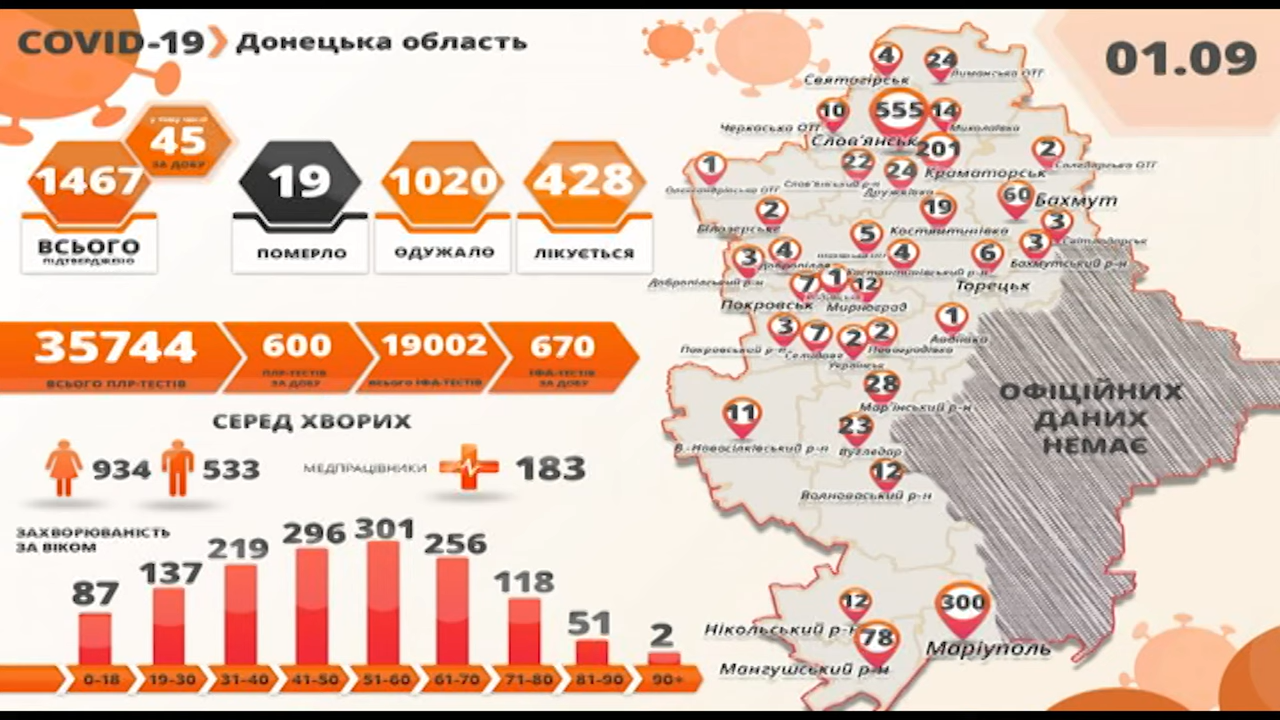 COVID-19 Донецька область
01.09
у тому числі
45
ЗА ДОБУ
1467
ВСЬОГО
ПІДТВЕРДЖЕНО
19
ПОМЕРЛО
1020
ОДУЖАЛО
428
ЛІКУЄТЬСЯ
35744
ВСЬОГО ПЛР-ТЕСТІВ
600
ПЛР-ТЕСТІВ
ЗА ДОБУ
19002
ВСЬОГО ІФА-ТЕСТІВ
670
ІФА-ТЕСТІВ
ЗА ДОБУ
СЕРЕД ХВОРИХ
934
533
МЕДПРАЦІВНИКИ
183
ЗАХВОРЮВАНІСТЬ
ЗА ВІКОМ
87
137
219
296
301
256
118
51
2
0-18
19-30
31-40
41-50
51-60
61-70
71-80
81-90
90+
4
Святогірськ
24
Лиманська ОТГ
10
Черкаська ОТГ
555
Слов'янськ
14
Миколаївка
1
Олександрівська ОТГ
22
Слов'янський р-н
24
Дружківка
201
Краматорськ
2
Соледарська ОТГ
60
Бахмут
2
Білозерське
19
Костянтинівка
3
Світлодарськ
5
3
Бахмутський р-н
3
Добропільський р-н
4
Добропілля
4
Костянтинівський р-н
6
Торецьк
7
Покровськ
1
12
Мирноград
3
Покровський р-н
7
Селидове
2
Українськ
2
Новогродівка
1
Авдіївка
28
Мар'їнський р-н
11
В.-Новосілківський р-н
23
Вугледар
12
Волноваський р-н
ОФІЦІЙНИХ
ДАНИХ
НЕМАЄ
12
Нікольський р-н
78
Мангушський р-н
300
Маріуполь